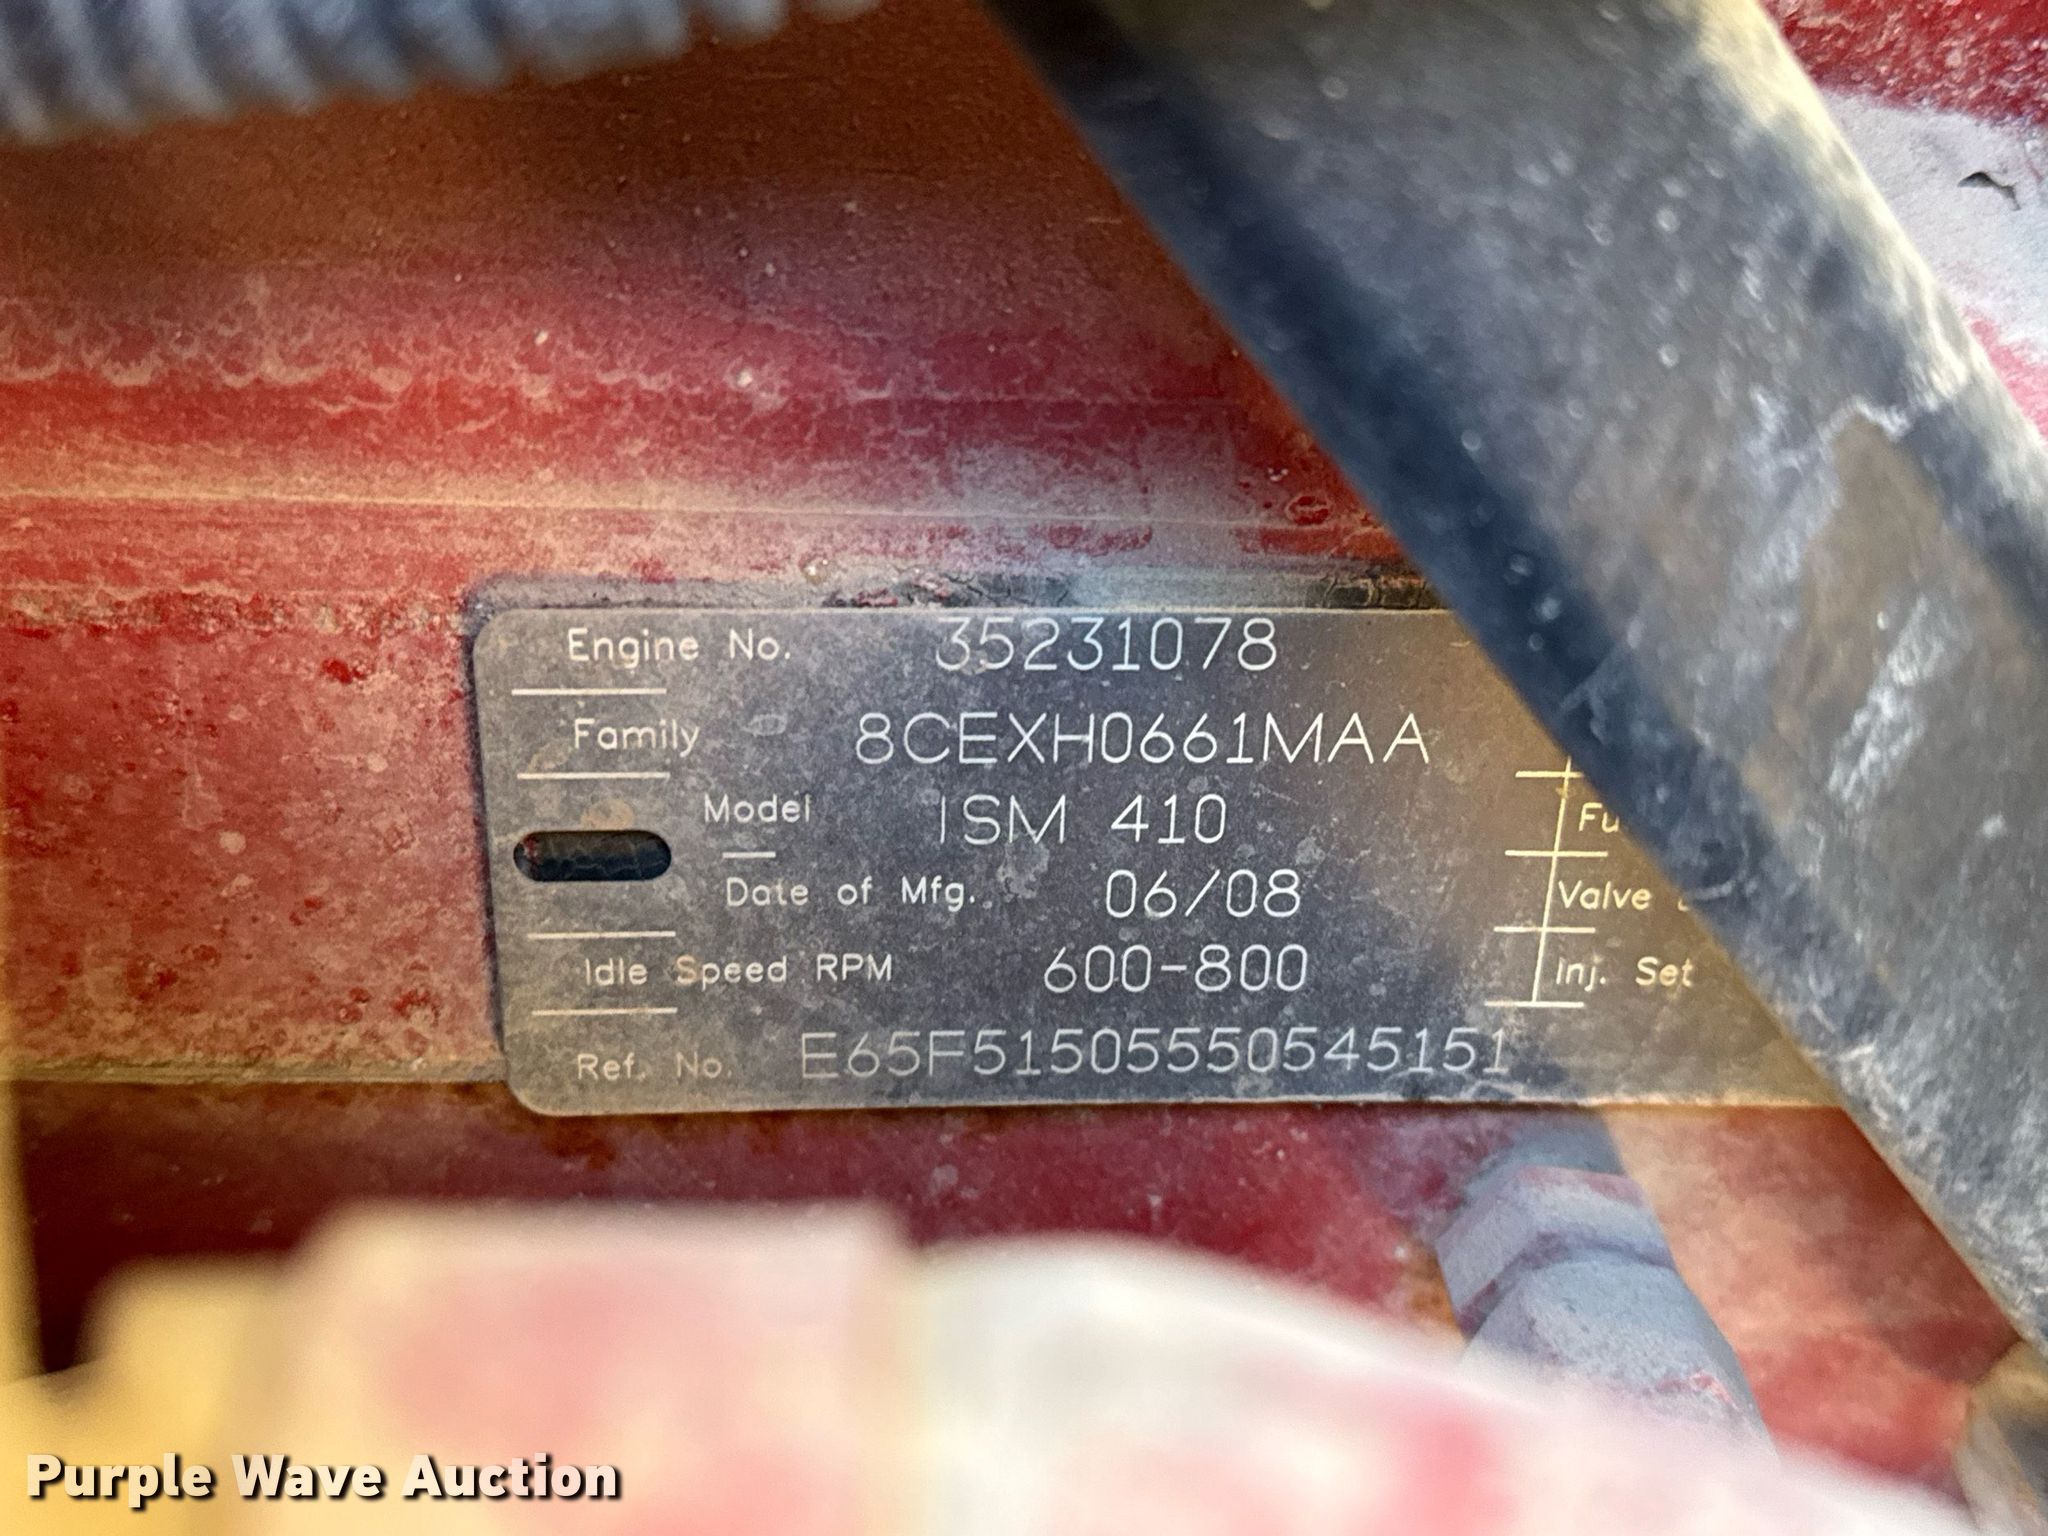 Engine No. 35231078
Family 8CEXH0661MAA
Model ISM 410
Date of Mfg. 06/08
Idle Speed RPM 600-800
Ref. No. E65F51505550545151
Valve
Inj. Set
Purple Wave Auction